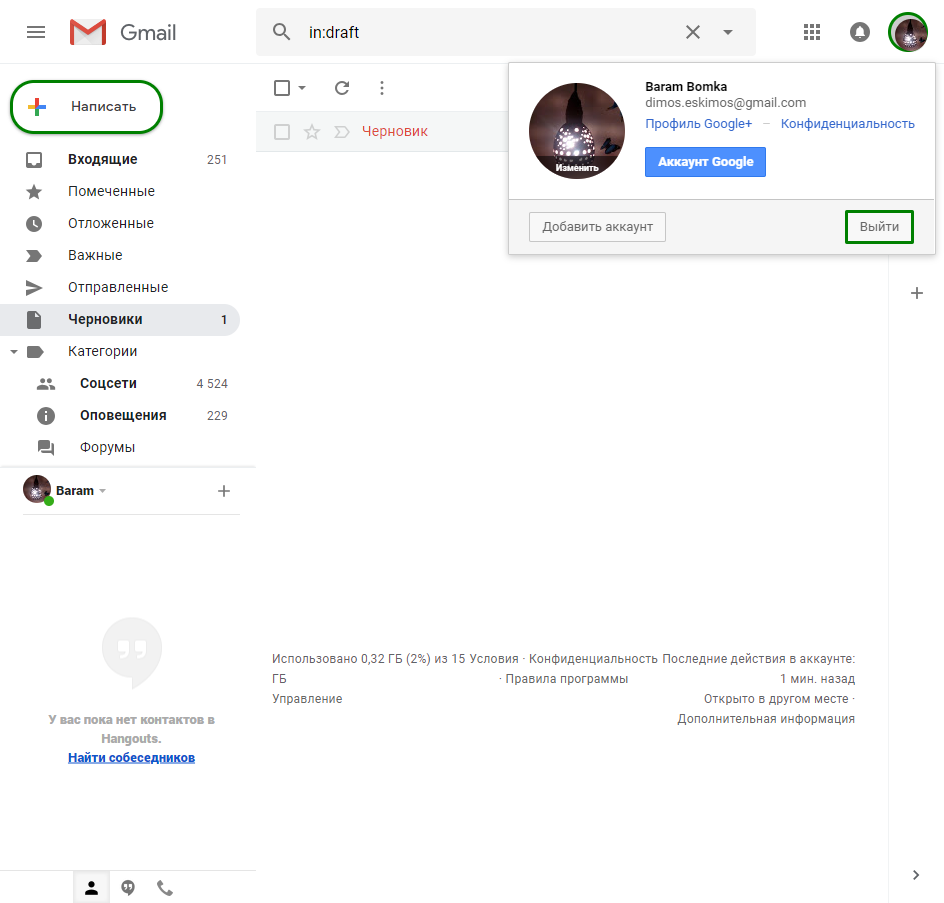 Gmail
in:draft
Написать
Входящие 251
Помеченные
Отложенные
Важные
Отправленные
Черновики 1
Категории
Соцсети 4 524
Оповещения 229
Форумы
Baram
У вас пока нет контактов в
Hangouts.
Найти собеседников
Черновик
Baram Bomka
dimos.eskimos@gmail.com
Профиль Google+ – Конфиденциальность
Изменить
Аккаунт Google
Добавить аккаунт
Выйти
Использовано 0,32 ГБ (2%) из 15
ГБ
Управление
Условия · Конфиденциальность
· Правила программы
Последние действия в аккаунте:
1 мин. назад
Открыто в другом месте ·
Дополнительная информация